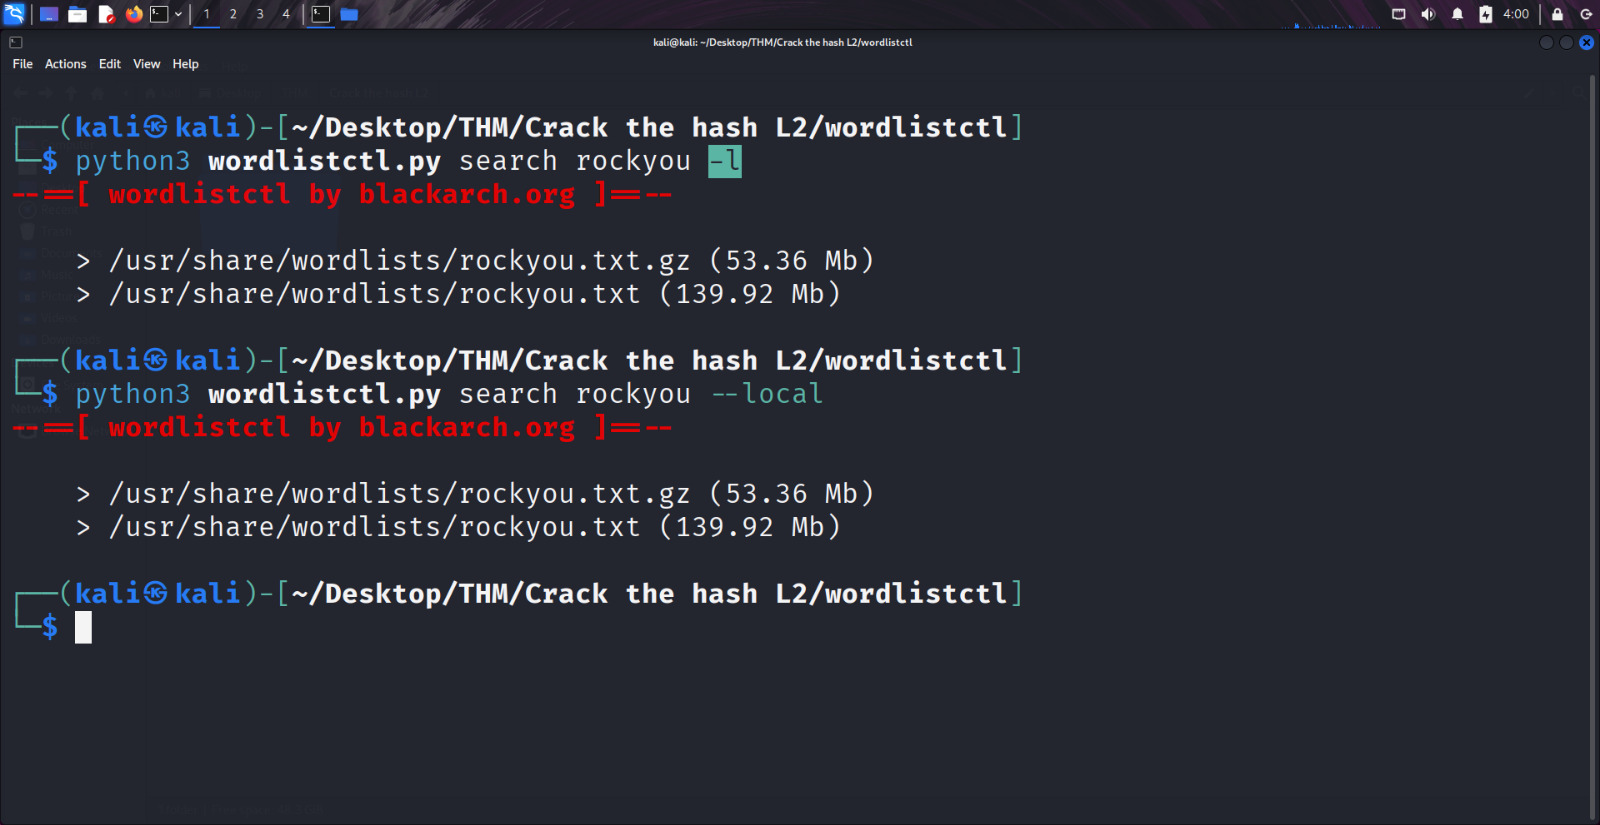 1 2 3 4 4:00
kali@kali: ~/Desktop/THM/Crack the hash L2/wordlistctl
File Actions Edit View Help
┌──(kali㉿kali)-[~/Desktop/THM/Crack the hash L2/wordlistctl]
└─$ python3 wordlistctl.py search rockyou -l
--==[ wordlistctl by blackarch.org ]==--
> /usr/share/wordlists/rockyou.txt.gz (53.36 Mb)
> /usr/share/wordlists/rockyou.txt (139.92 Mb)
┌──(kali㉿kali)-[~/Desktop/THM/Crack the hash L2/wordlistctl]
└─$ python3 wordlistctl.py search rockyou --local
--==[ wordlistctl by blackarch.org ]==--
> /usr/share/wordlists/rockyou.txt.gz (53.36 Mb)
> /usr/share/wordlists/rockyou.txt (139.92 Mb)
┌──(kali㉿kali)-[~/Desktop/THM/Crack the hash L2/wordlistctl]
└─$